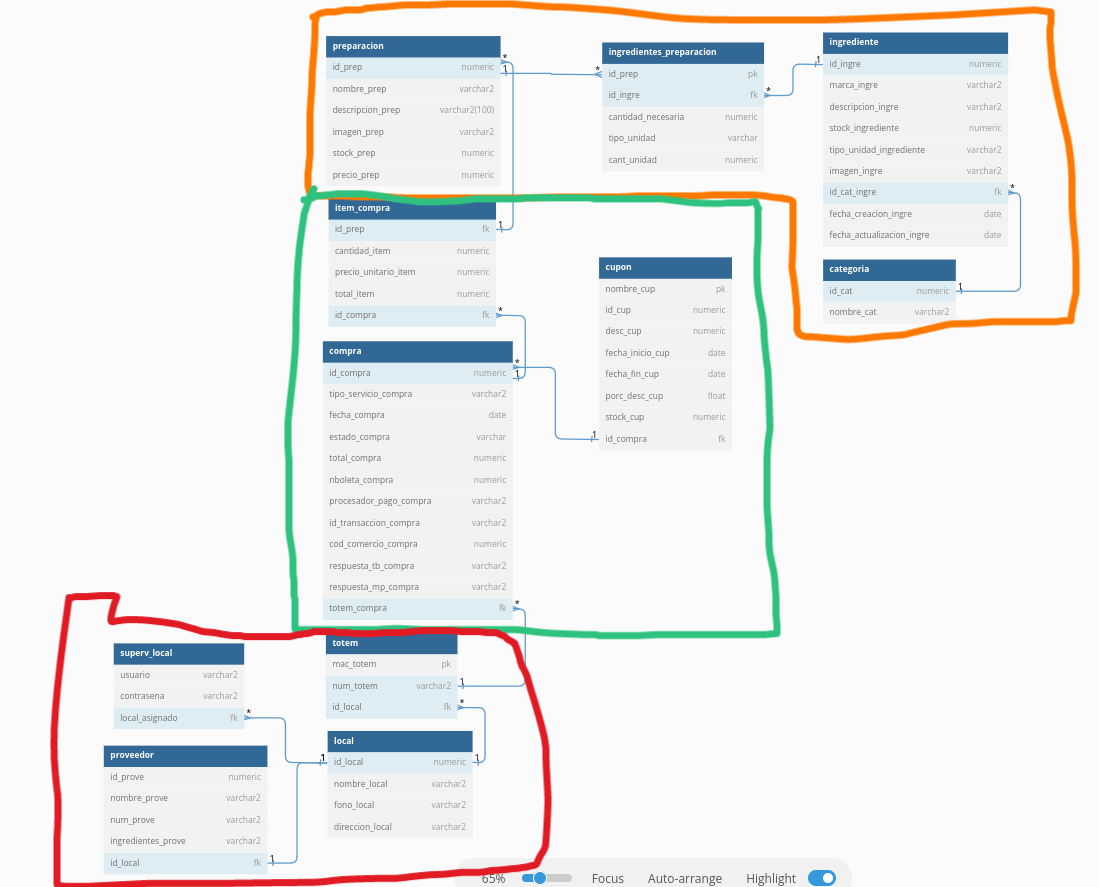 preparacion
id_prep numeric
nombre_prep varchar2
descripcion_prep varchar2(100)
imagen_prep varchar2
stock_prep numeric
precio_prep numeric
* 1
ingredientes_preparacion
* id_prep pk
id_ingre fk *
cantidad_necesaria numeric
tipo_unidad varchar
cant_unidad numeric
ingrediente
1 id_ingre numeric
marca_ingre varchar2
descripcion_ingre varchar2
stock_ingrediente numeric
tipo_unidad_ingrediente varchar2
imagen_ingre varchar2
id_cat_ingre fk *
fecha_creacion_ingre date
fecha_actualizacion_ingre date
categoria
id_cat numeric 1
nombre_cat varchar2
item_compra
id_prep fk 1
cantidad_item numeric
precio_unitario_item numeric
total_item numeric
id_compra fk *
cupon
nombre_cup pk
id_cup numeric
desc_cup numeric
fecha_inicio_cup date
fecha_fin_cup date
porc_desc_cup float
stock_cup numeric
1 id_compra fk
compra
id_compra numeric * 1
tipo_servicio_compra varchar2
fecha_compra date
estado_compra varchar
total_compra numeric
nboleta_compra numeric
procesador_pago_compra varchar2
id_transaccion_compra varchar2
cod_comercio_compra numeric
respuesta_tb_compra varchar2
respuesta_mp_compra varchar2
totem_compra fk *
superv_local
usuario varchar2
contrasena varchar2
local_asignado fk *
totem
mac_totem pk
num_totem varchar2 1
id_local fk *
proveedor
id_prove numeric
nombre_prove varchar2
num_prove varchar2
ingredientes_prove varchar2
id_local fk 1
local
1 id_local numeric 1
nombre_local varchar2
fono_local varchar2
direccion_local varchar2
65% Focus Auto-arrange Highlight